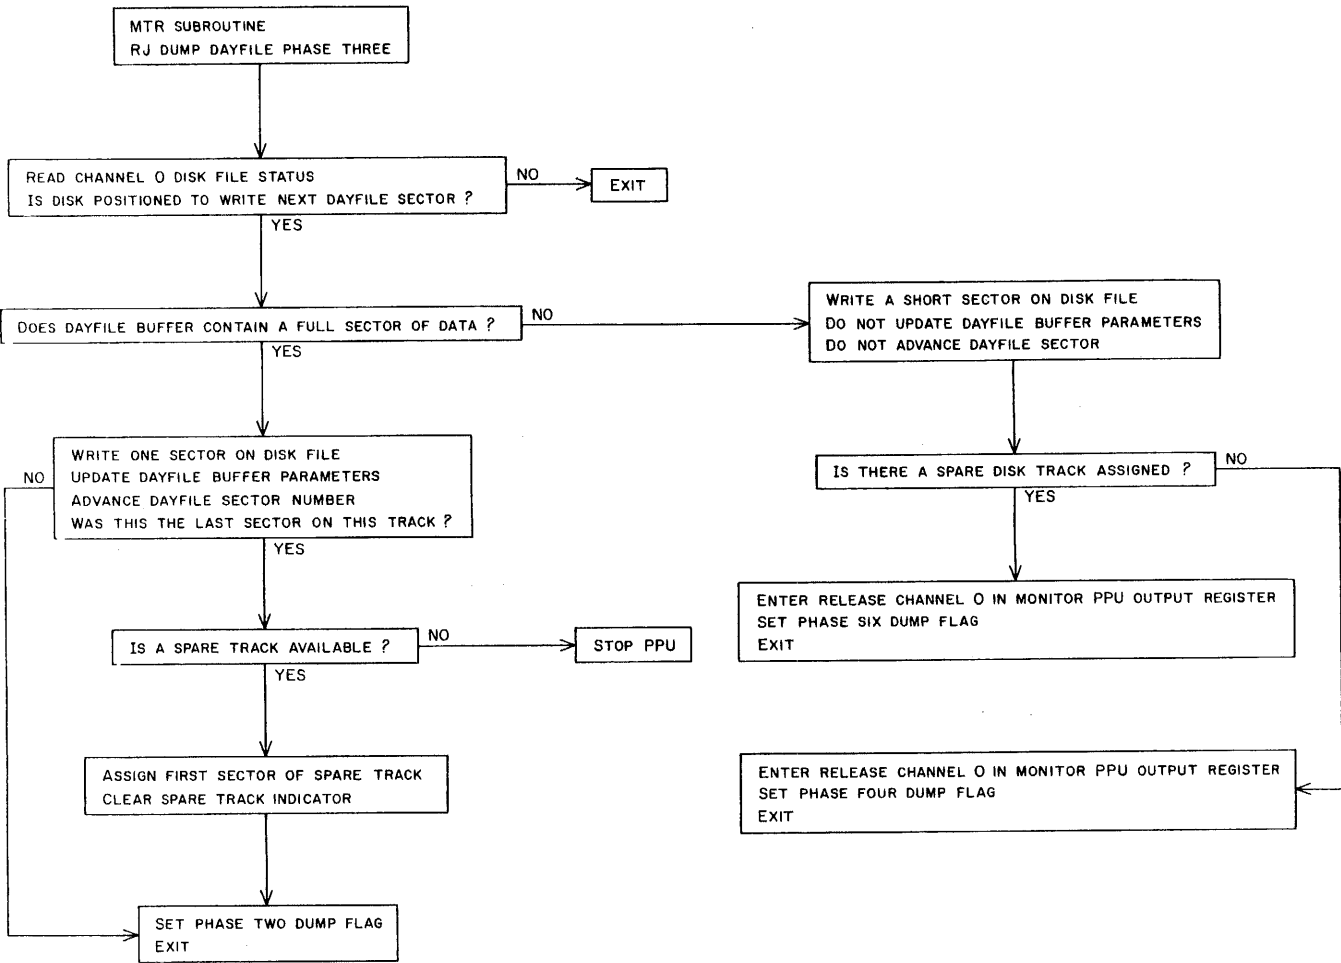 MTR SUBROUTINE
RJ DUMP DAYFILE PHASE THREE
READ CHANNEL 0 DISK FILE STATUS
IS DISK POSITIONED TO WRITE NEXT DAYFILE SECTOR ?
NO
EXIT
YES
DOES DAYFILE BUFFER CONTAIN A FULL SECTOR OF DATA ?
NO
WRITE A SHORT SECTOR ON DISK FILE
DO NOT UPDATE DAYFILE BUFFER PARAMETERS
DO NOT ADVANCE DAYFILE SECTOR
YES
WRITE ONE SECTOR ON DISK FILE
UPDATE DAYFILE BUFFER PARAMETERS
ADVANCE DAYFILE SECTOR NUMBER
WAS THIS THE LAST SECTOR ON THIS TRACK ?
NO
YES
IS THERE A SPARE DISK TRACK ASSIGNED ?
NO
YES
ENTER RELEASE CHANNEL 0 IN MONITOR PPU OUTPUT REGISTER
SET PHASE SIX DUMP FLAG
EXIT
IS A SPARE TRACK AVAILABLE ?
NO
STOP PPU
YES
ASSIGN FIRST SECTOR OF SPARE TRACK
CLEAR SPARE TRACK INDICATOR
ENTER RELEASE CHANNEL 0 IN MONITOR PPU OUTPUT REGISTER
SET PHASE FOUR DUMP FLAG
EXIT
SET PHASE TWO DUMP FLAG
EXIT